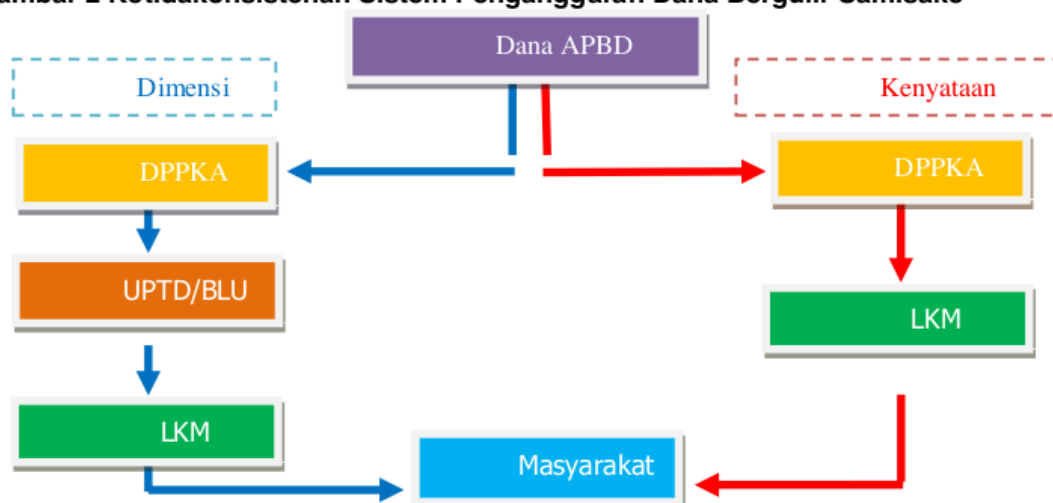 Dana APBD
Dimensi
Kenyataan
DPPKA
DPPKA
UPTD/BLU
LKM
LKM
Masyarakat